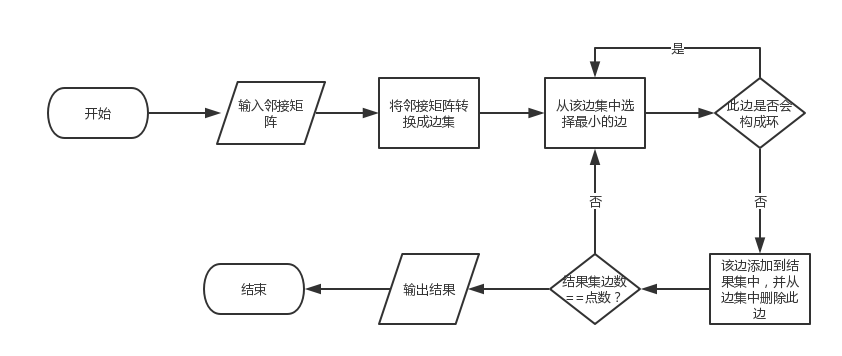 是
开始
输入邻接矩
阵
将邻接矩阵转
换成边集
从该边集中选
择最小的边
此边是否会
构成环
否
否
结束
输出结果
结果集边数
==点数？
该边添加到结
果集中，并从
边集中删除此
边